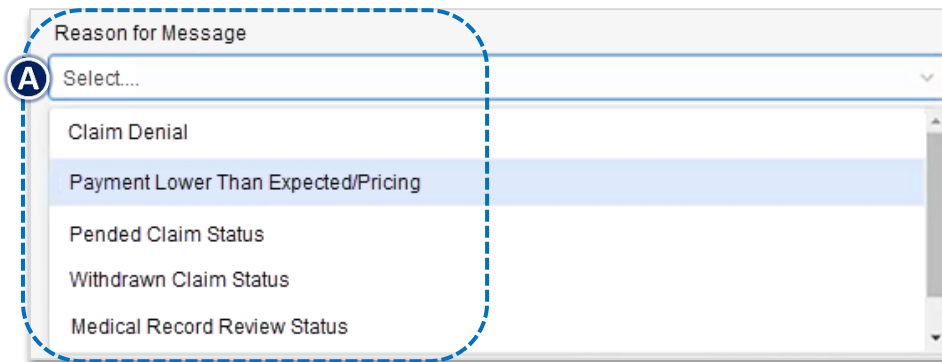 Reason for Message
A
Select....
Claim Denial
Payment Lower Than Expected/Pricing
Pended Claim Status
Withdrawn Claim Status
Medical Record Review Status